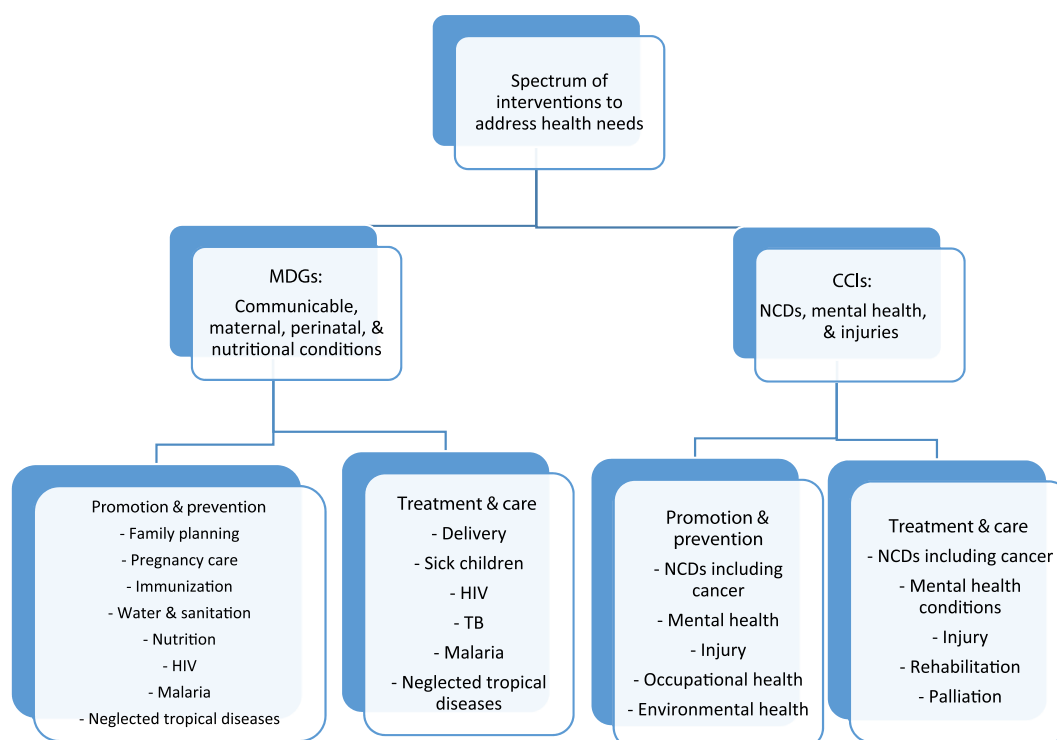 Spectrum of
interventions to
address health needs
MDGs:
Communicable,
maternal, perinatal, &
nutritional conditions
CCIs:
NCDs, mental health,
& injuries
Promotion & prevention
- Family planning
- Pregnancy care
- Immunization
- Water & sanitation
- Nutrition
- HIV
- Malaria
- Neglected tropical diseases
Treatment & care
- Delivery
- Sick children
- HIV
- TB
- Malaria
- Neglected tropical
diseases
Promotion &
prevention
- NCDs including
cancer
- Mental health
- Injury
- Occupational health
- Environmental health
Treatment & care
- NCDs including cancer
- Mental health
conditions
- Injury
- Rehabilitation
- Palliation